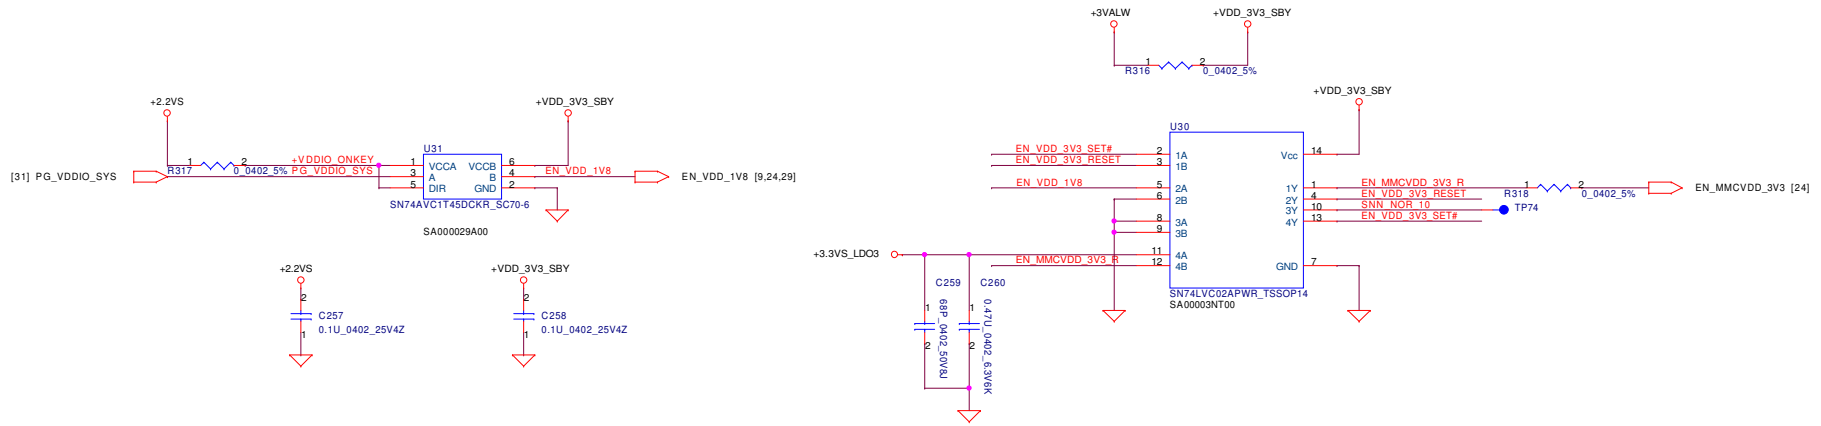 +3VALW
+VDD_3V3_SBY
1
2
R316
0_0402_5%
+2.2VS
+VDD_3V3_SBY
+VDD_3V3_SBY
U31
U30
1
2
+VDDIO_ONKEY
1
VCCA
VCCB
6
R317
0_0402_5%
[31] PG_VDDIO_SYS
PG_VDDIO_SYS
3
A
B
4
EN_VDD_1V8
EN_VDD_1V8 [9,24,29]
5
DIR
GND
2
SN74AVC1T45DCKR_SC70-6
SA000029A00
EN_VDD_3V3_SET#
2
1A
Vcc
14
EN_VDD_3V3_RESET
3
1B
EN_VDD_1V8
5
2A
1Y
1
EN_MMCVDD_3V3_R
1
2
R318
0_0402_5%
EN_MMCVDD_3V3 [24]
6
2B
2Y
4
EN_VDD_3V3_RESET
3Y
10
SNN_NOR_10
TP74
8
3A
4Y
13
EN_VDD_3V3_SET#
9
3B
+3.3VS_LDO3
11
4A
EN_MMCVDD_3V3_R
12
4B
GND
7
SN74LVC02APWR_TSSOP14
SA00003NT00
+2.2VS
2
C257
0.1U_0402_25V4Z
1
+VDD_3V3_SBY
2
C258
0.1U_0402_25V4Z
1
C259
1
68P_0402_50V8J
2
C260
1
0.47U_0402_6.3V6K
2